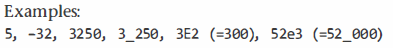 Examples:
5, -32, 3250, 3_250, 3E2 (=300), 52e3 (=52_000)